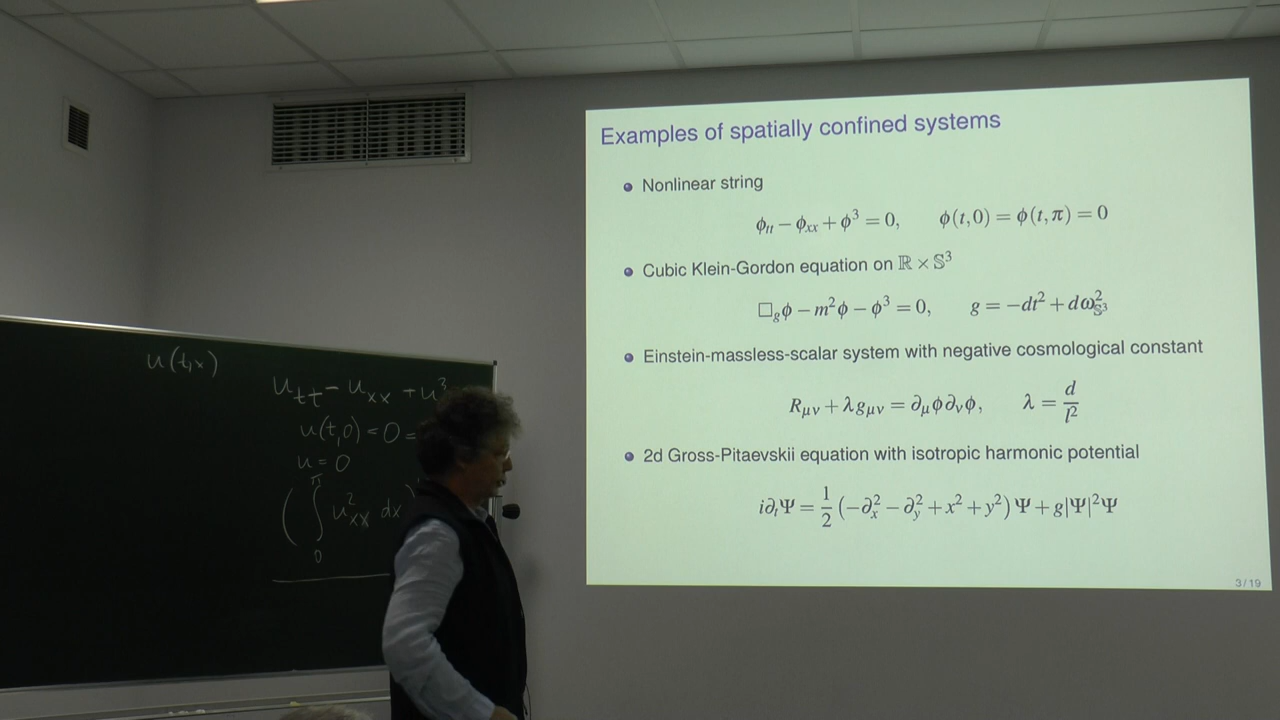 Examples of spatially confined systems
Nonlinear string
ϕ_tt − ϕ_xx + ϕ³ = 0, ϕ(t,0) = ϕ(t,π) = 0
Cubic Klein-Gordon equation on ℝ × 𝕊³
□_gϕ − m²ϕ − ϕ³ = 0, g = −dt² + dω²_𝕊³
Einstein-massless-scalar system with negative cosmological constant
R_μν + λg_μν = ∂_μϕ∂_νϕ, λ = d/l²
2d Gross-Pitaevskii equation with isotropic harmonic potential
i∂_tΨ = 1/2 (−∂²_x − ∂²_y + x² + y²) Ψ + g|Ψ|²Ψ
3/19
u(t,x)
u_tt − u_xx + u³
u(t,0) = 0 =
u = 0
( ∫_0^π u²_xx dx )